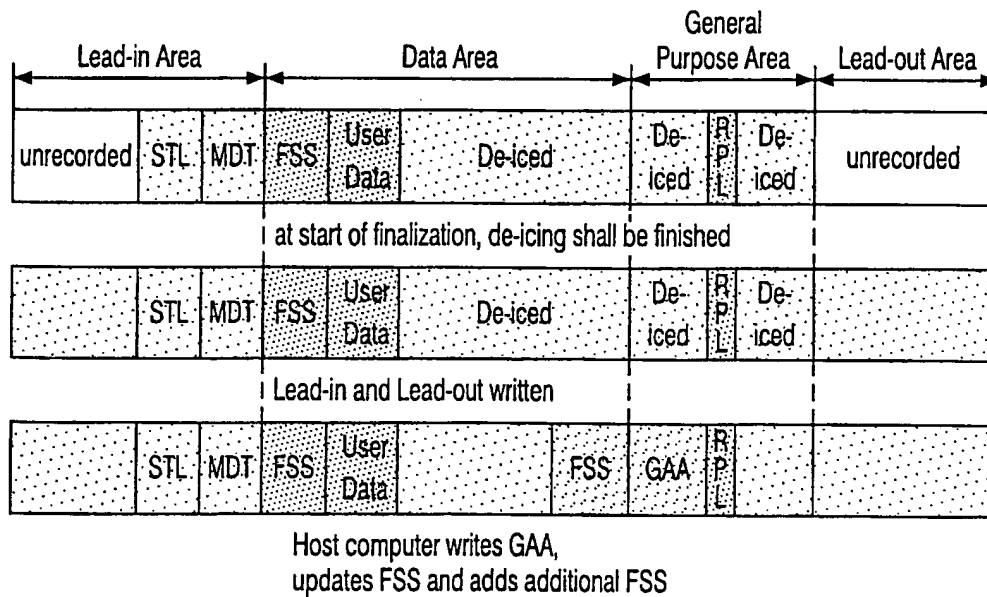 General
Lead-in Area Data Area Purpose Area Lead-out Area
unrecorded STL MDT FSS User Data De-iced De-iced RPL De-iced unrecorded
at start of finalization, de-icing shall be finished
STL MDT FSS User Data De-iced De-iced RPL De-iced
Lead-in and Lead-out written
STL MDT FSS User Data FSS GAA RPL
Host computer writes GAA,
updates FSS and adds additional FSS